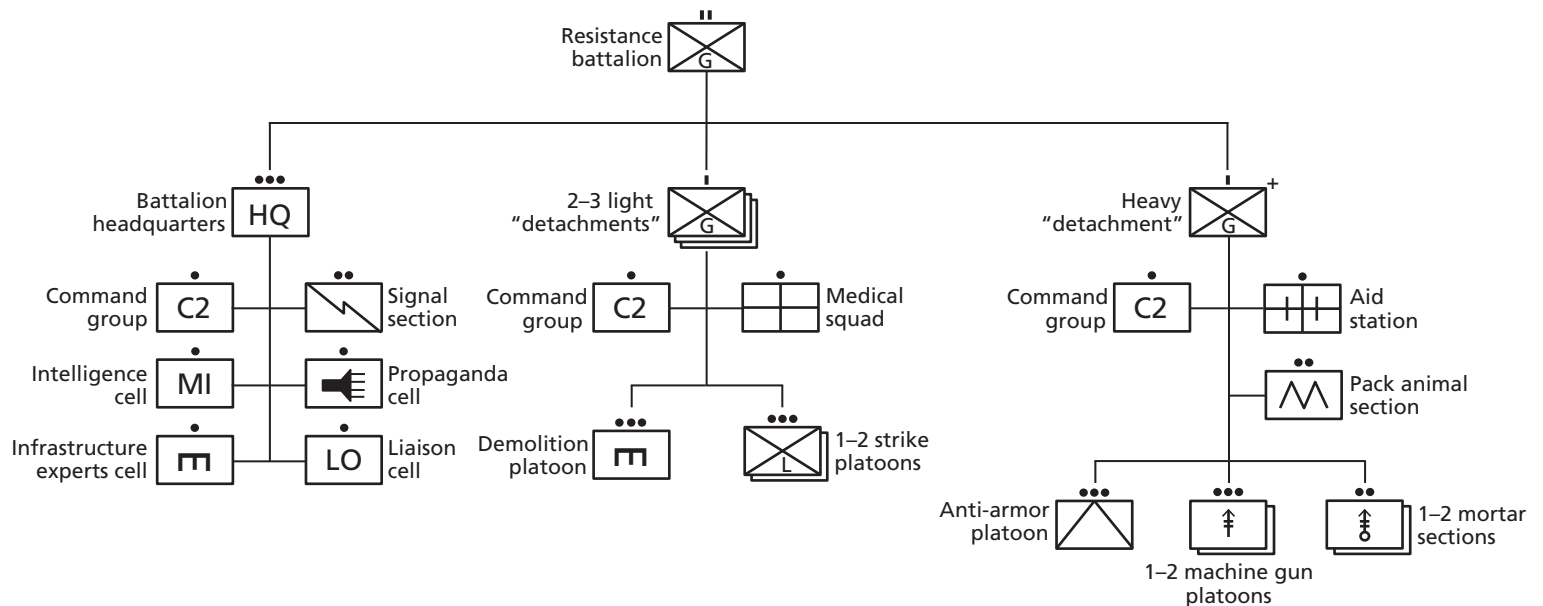 Resistance
battalion
G
Battalion
headquarters
HQ
2–3 light
“detachments”
G
Heavy
“detachment”
G
+
Command
group
C2
Signal
section
Intelligence
cell
MI
Propaganda
cell
Infrastructure
experts cell
LO
Liaison
cell
Command
group
C2
Medical
squad
Demolition
platoon
L
1–2 strike
platoons
Command
group
C2
Aid
station
Pack animal
section
Anti-armor
platoon
1–2 machine gun
platoons
1–2 mortar
sections